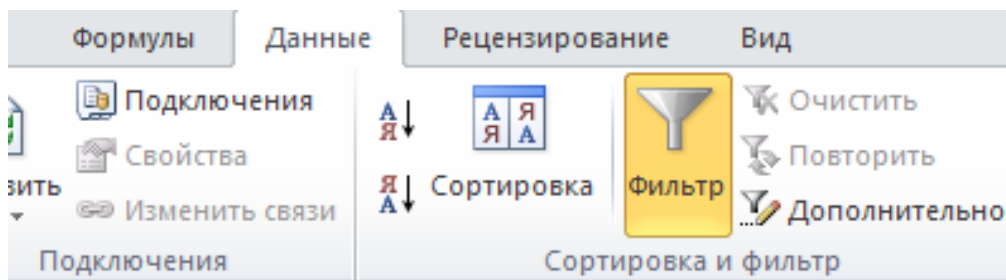 Формулы Данные Рецензирование Вид
Подключения
Свойства
Изменить связи
Подключения
А
Я
Я
А
А Я
Я А
Сортировка
Фильтр
Очистить
Повторить
Дополнительно
Сортировка и фильтр